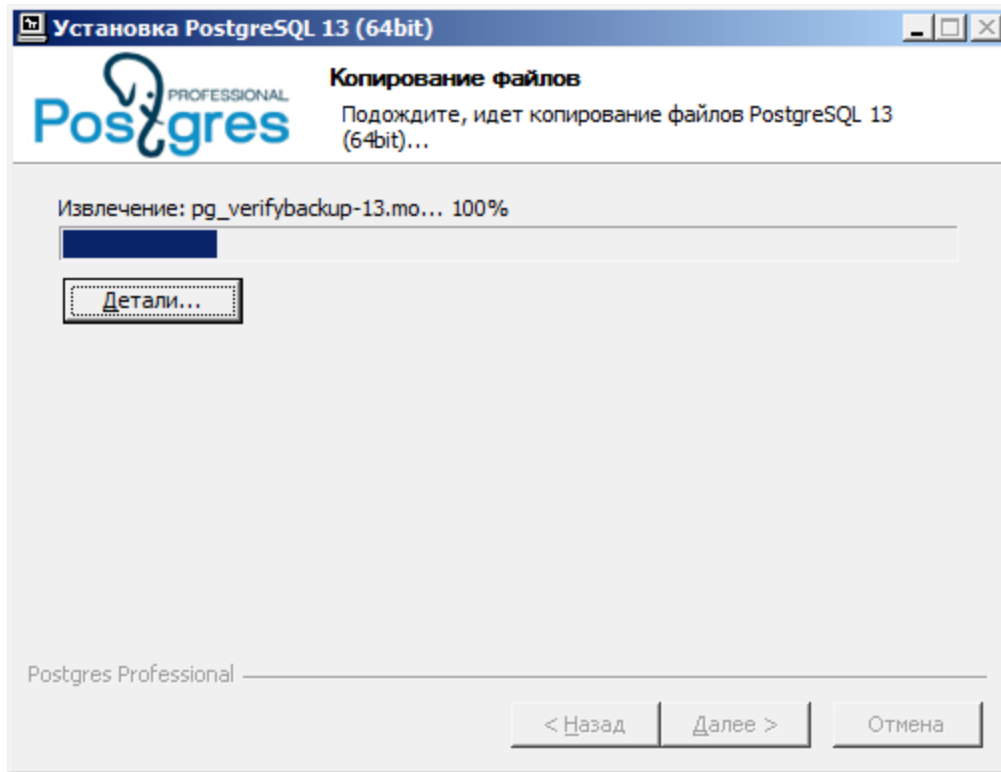 Установка PostgreSQL 13 (64bit)
PROFESSIONAL
Postgres
Копирование файлов
Подождите, идет копирование файлов PostgreSQL 13
(64bit)...
Извлечение: pg_verifybackup-13.mo... 100%
Детали...
Postgres Professional
< Назад
Далее >
Отмена